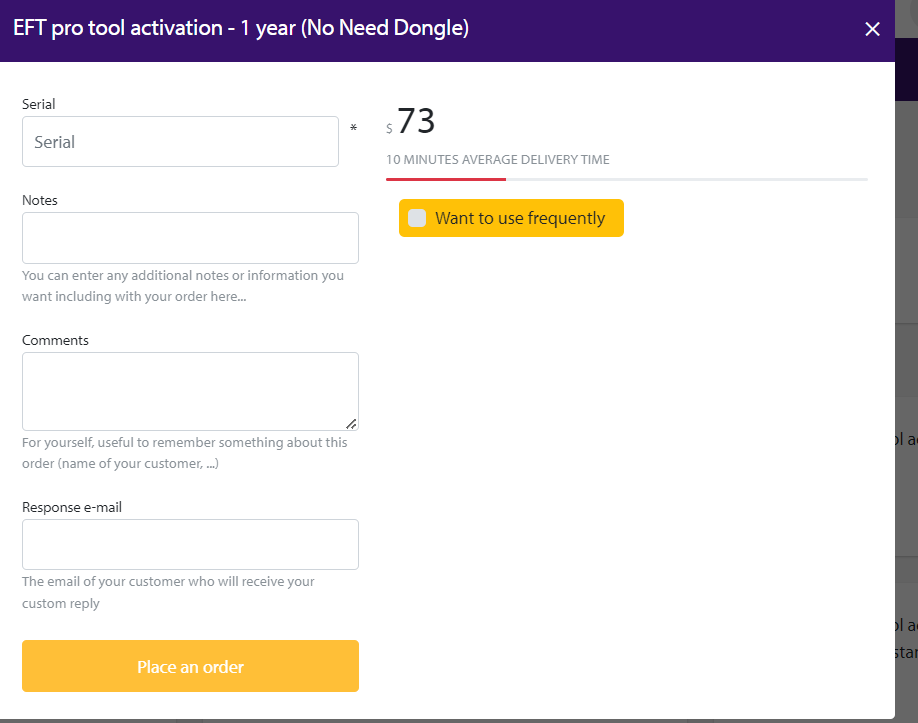 EFT pro tool activation - 1 year (No Need Dongle)
Serial
Serial
*
$ 73
10 MINUTES AVERAGE DELIVERY TIME
Want to use frequently
Notes
You can enter any additional notes or information you
want including with your order here...
Comments
For yourself, useful to remember something about this
order (name of your customer, ...)
Response e-mail
The email of your customer who will receive your
custom reply
Place an order